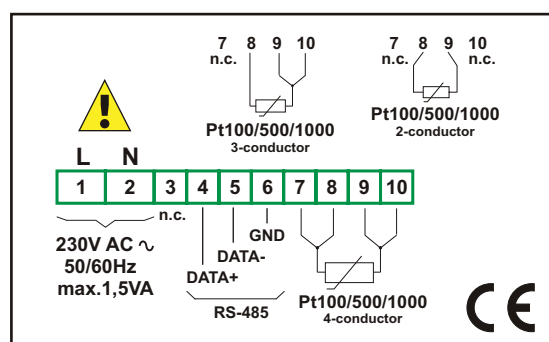 7 8 9 10
n.c.
Pt100/500/1000
3-conductor
7 8 9 10
n.c. n.c.
Pt100/500/1000
2-conductor
L N
1 2 3 4 5 6 7 8 9 10
n.c.
230V AC ∿
50/60Hz
max.1,5VA
GND
DATA-
DATA+
RS-485
Pt100/500/1000
4-conductor
CE